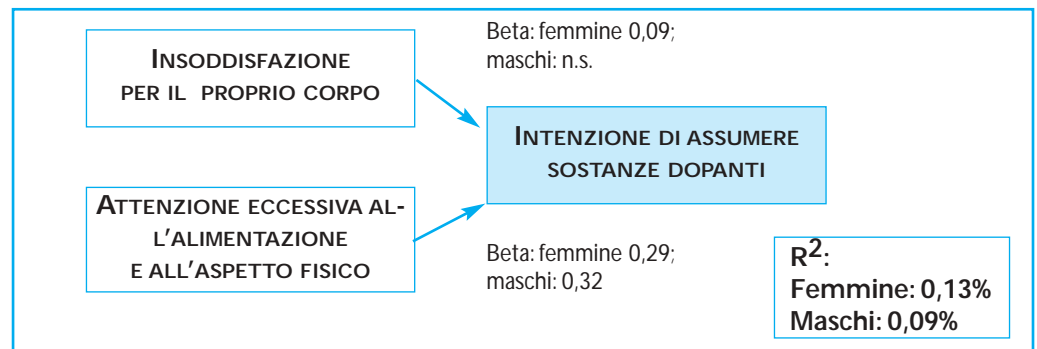 Beta: femmine 0,09;
maschi: n.s.
INSODDISFAZIONE
PER IL PROPRIO CORPO
INTENZIONE DI ASSUMERE
SOSTANZE DOPANTI
ATTENZIONE ECCESSIVA AL-
L'ALIMENTAZIONE
E ALL'ASPETTO FISICO
Beta: femmine 0,29;
maschi: 0,32
R²:
Femmine: 0,13%
Maschi: 0,09%